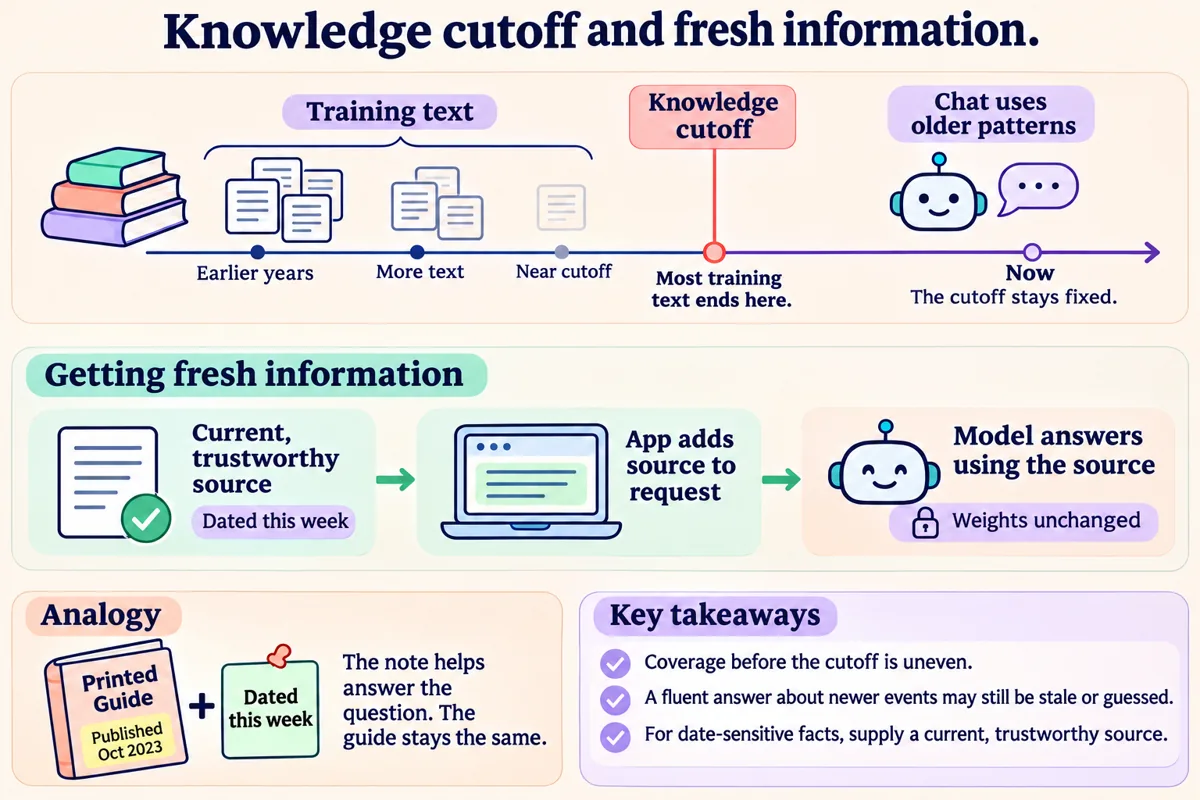 Knowledge cutoff and fresh information.
Training text
Knowledge
cutoff
Chat uses
older patterns
Earlier years
More text
Near cutoff
Most training
text ends here.
Now
The cutoff stays fixed.
Getting fresh information
Current,
trustworthy
source
Dated this week
App adds
source to
request
Model answers
using the source
Weights unchanged
Analogy
Printed
Guide
Published
Oct 2023
Dated
this week
The note helps
answer the
question. The
guide stays the same.
Key takeaways
Coverage before the cutoff is uneven.
A fluent answer about newer events may still be stale or guessed.
For date-sensitive facts, supply a current, trustworthy source.